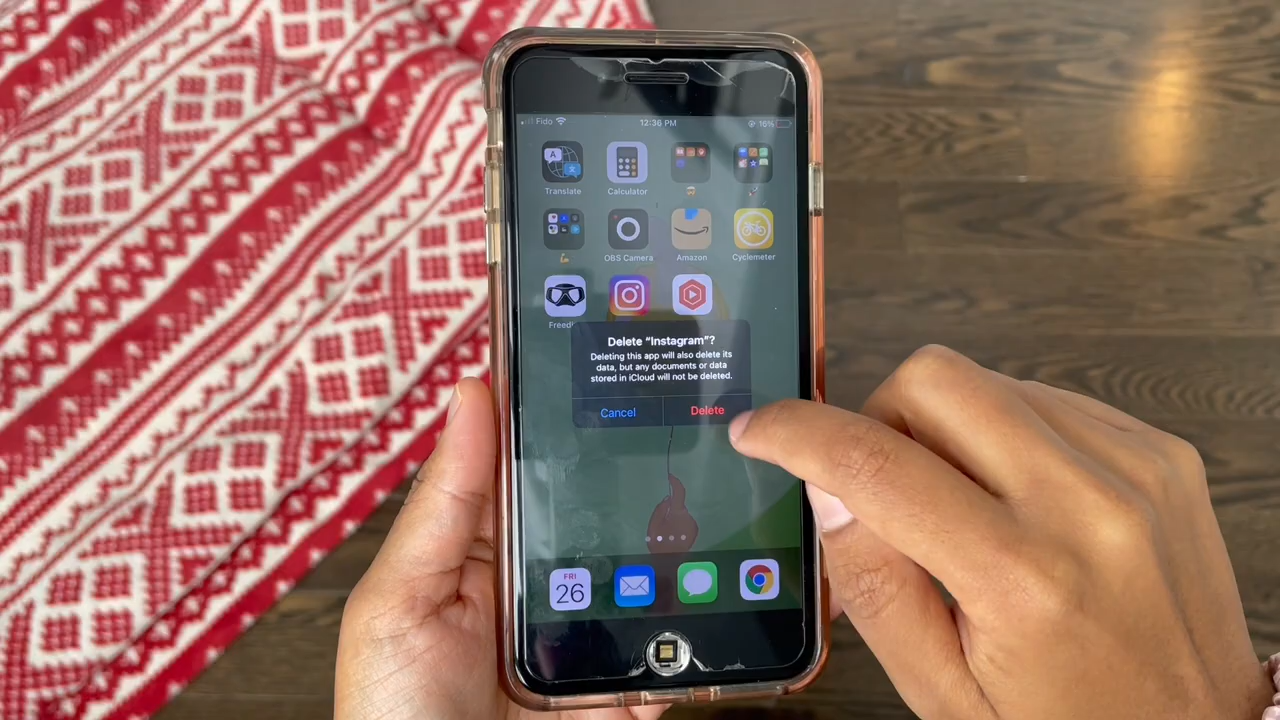 Fido 12:36 PM 16%
Translate Calculator
OBS Camera Amazon Cyclemeter
Freedi
Delete “Instagram”?
Deleting this app will also delete its
data, but any documents or data
stored in iCloud will not be deleted.
Cancel Delete
FRI
26